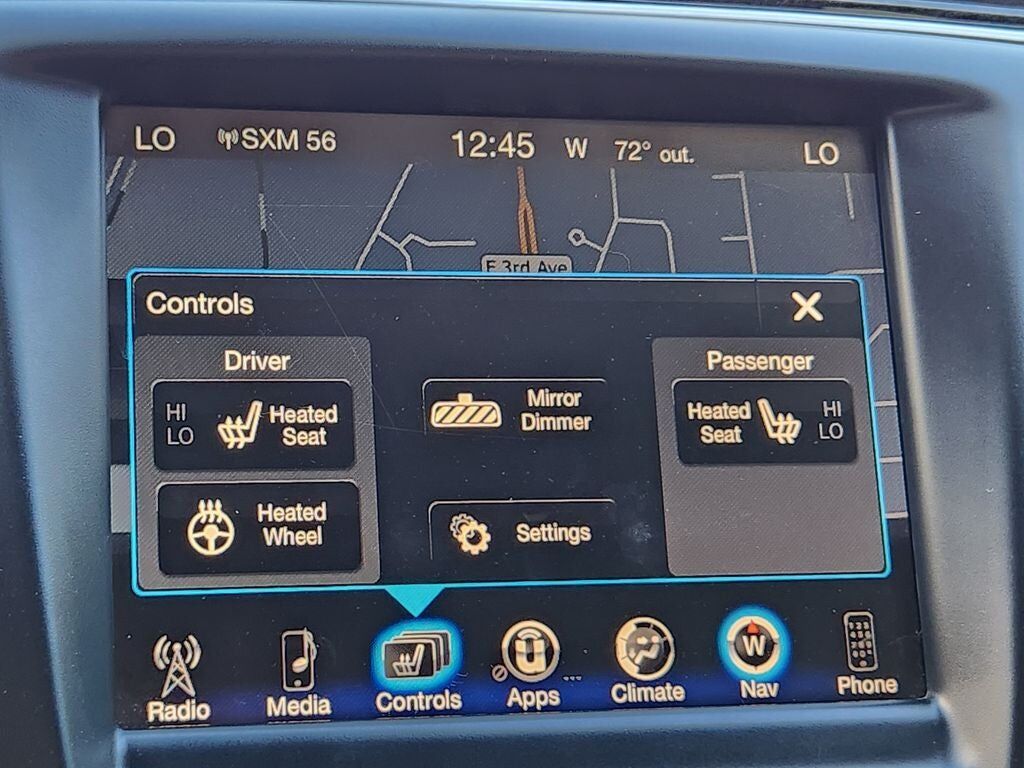 LO SXM 56 12:45 W 72° out. LO
E 3rd Ave
Controls
Driver
HI
LO
Heated
Seat
Heated
Wheel
Mirror
Dimmer
Settings
Passenger
Heated
Seat
HI
LO
W
Radio Media Controls Apps Climate Nav Phone